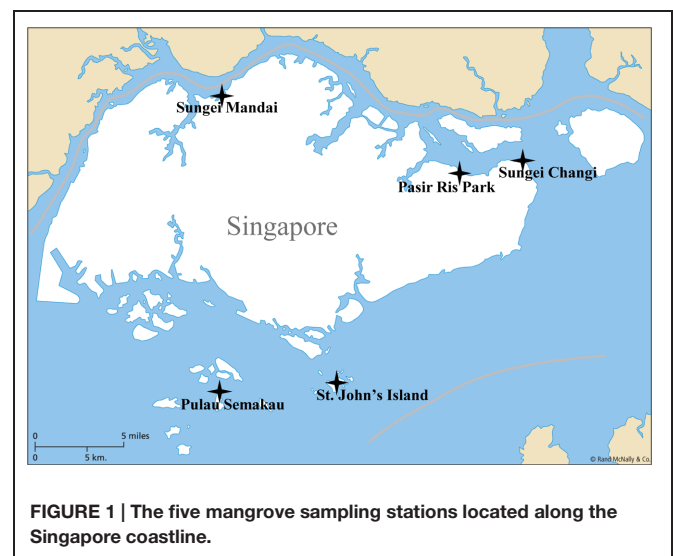 Sungei Mandai
Sungei Changi
Pasir Ris Park
Singapore
St. John's Island
Pulau Semakau
0 5 miles
0 5 km.
© Rand McNally & Co.
FIGURE 1 | The five mangrove sampling stations located along the
Singapore coastline.